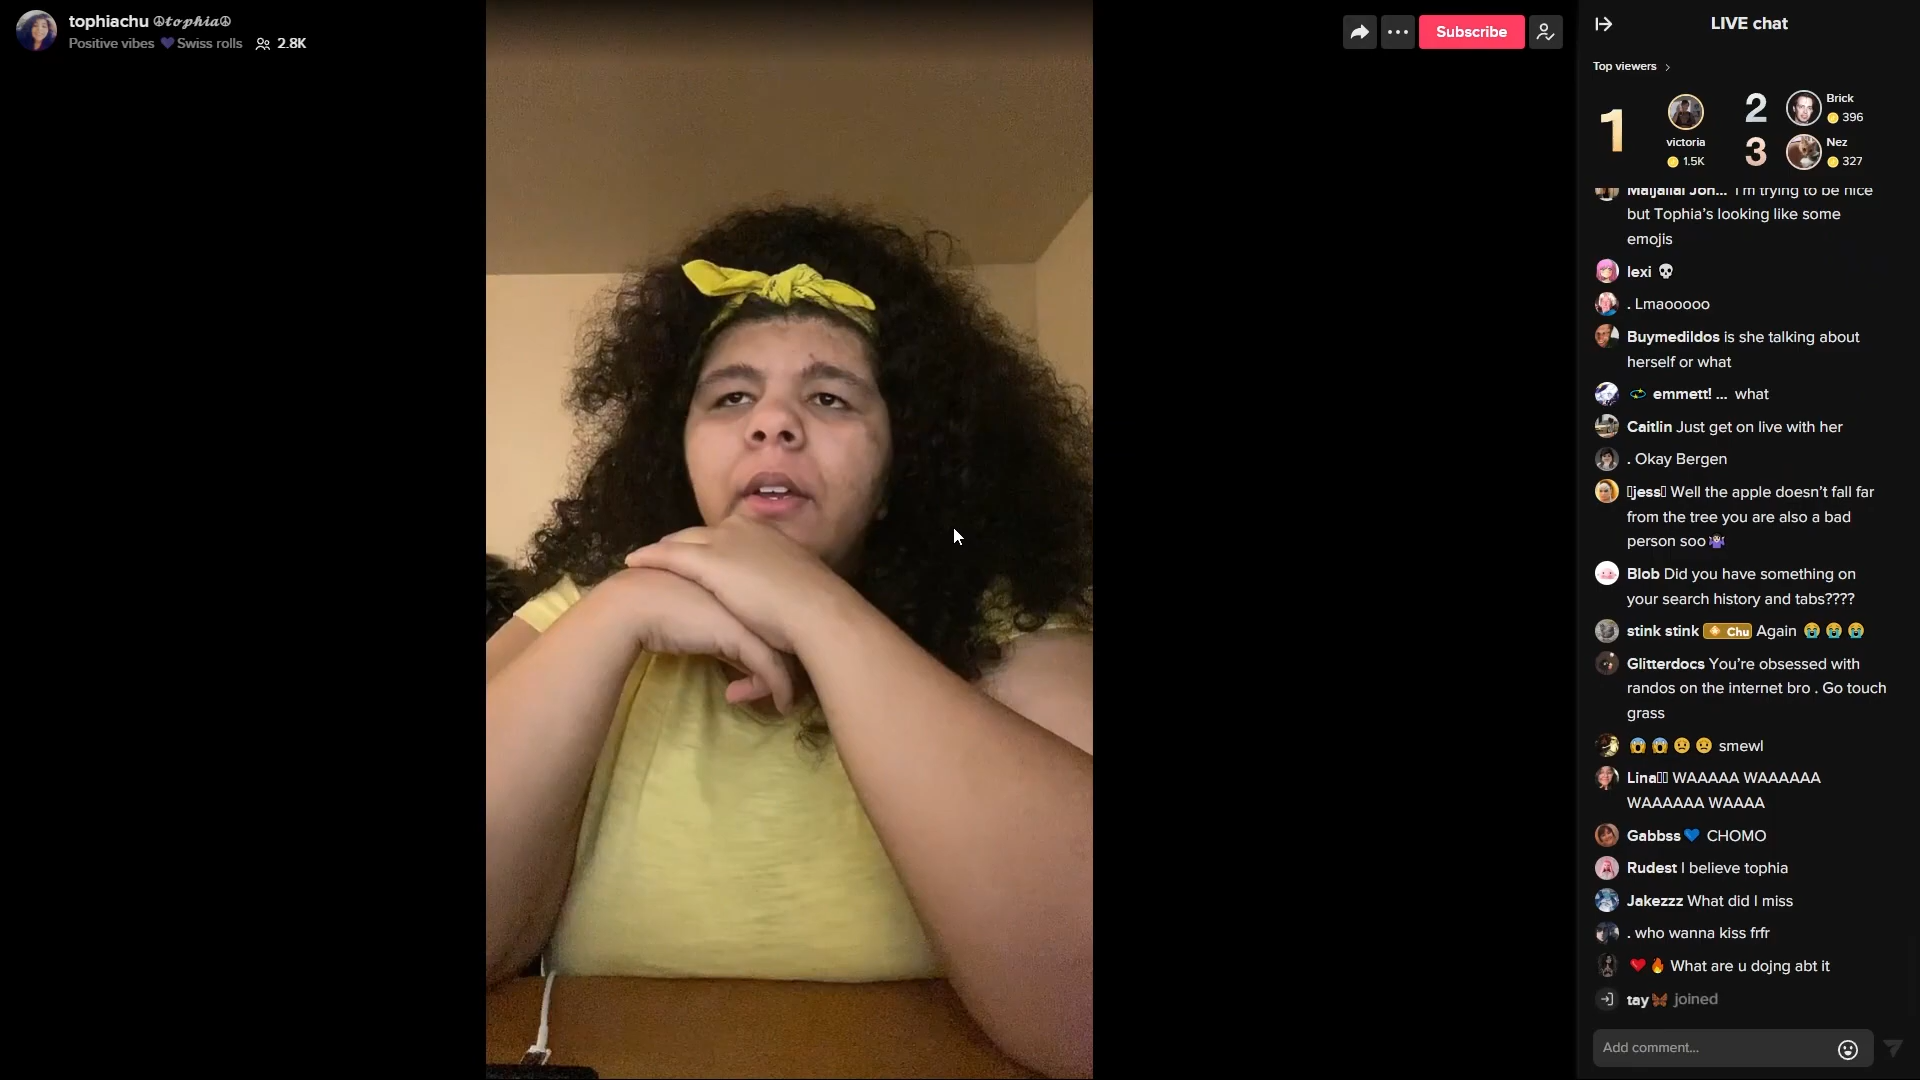 tophiachu ☮𝓽𝓸𝓹𝓱𝓲𝓪☮
Positive vibes 💜Swiss rolls 2.8K
Subscribe
LIVE chat
Top viewers >
1
victoria
1.5K
2
Brick
396
3
Nez
327
I'm trying to be nice
but Tophia's looking like some
emojis
lexi 💀
. Lmaooooo
Buymedildos is she talking about
herself or what
emmett! ... what
Caitlin Just get on live with her
. Okay Bergen
▯jess▯ Well the apple doesn't fall far
from the tree you are also a bad
person soo🤷🏻‍♀️
Blob Did you have something on
your search history and tabs????
stink stink Chu Again 😭 😭 😭
Glitterdocs You're obsessed with
randos on the internet bro . Go touch
grass
😱 😱 😟 😟 smewl
Lina▯▯ WAAAAA WAAAAAA
WAAAAAA WAAAA
Gabbss💙 CHOMO
Rudest I believe tophia
Jakezzz What did I miss
. who wanna kiss frfr
❤️🔥 What are u dojng abt it
tay🦋 joined
Add comment...